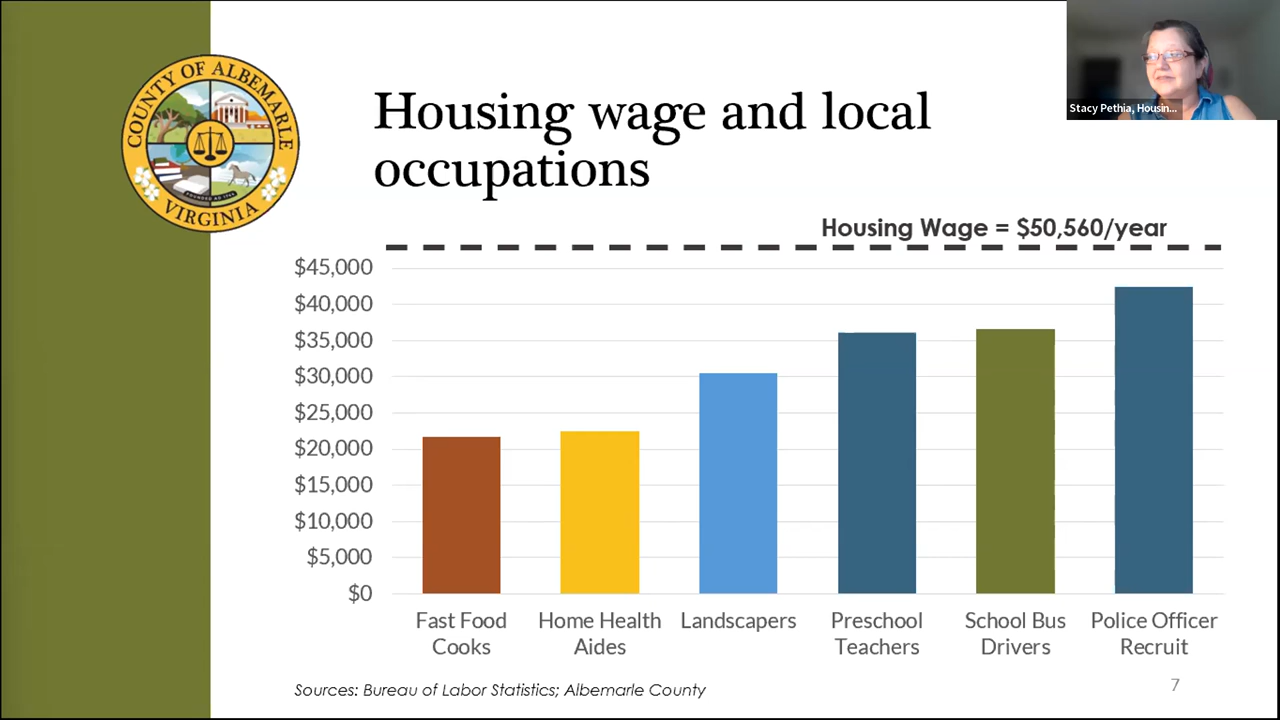 COUNTY OF ALBEMARLE
VIRGINIA
Stacy Pethia, Housin...
Housing wage and local
occupations
Housing Wage = $50,560/year
$45,000
$40,000
$35,000
$30,000
$25,000
$20,000
$15,000
$10,000
$5,000
$0
Fast Food
Cooks
Home Health
Aides
Landscapers
Preschool
Teachers
School Bus
Drivers
Police Officer
Recruit
Sources: Bureau of Labor Statistics; Albemarle County
7